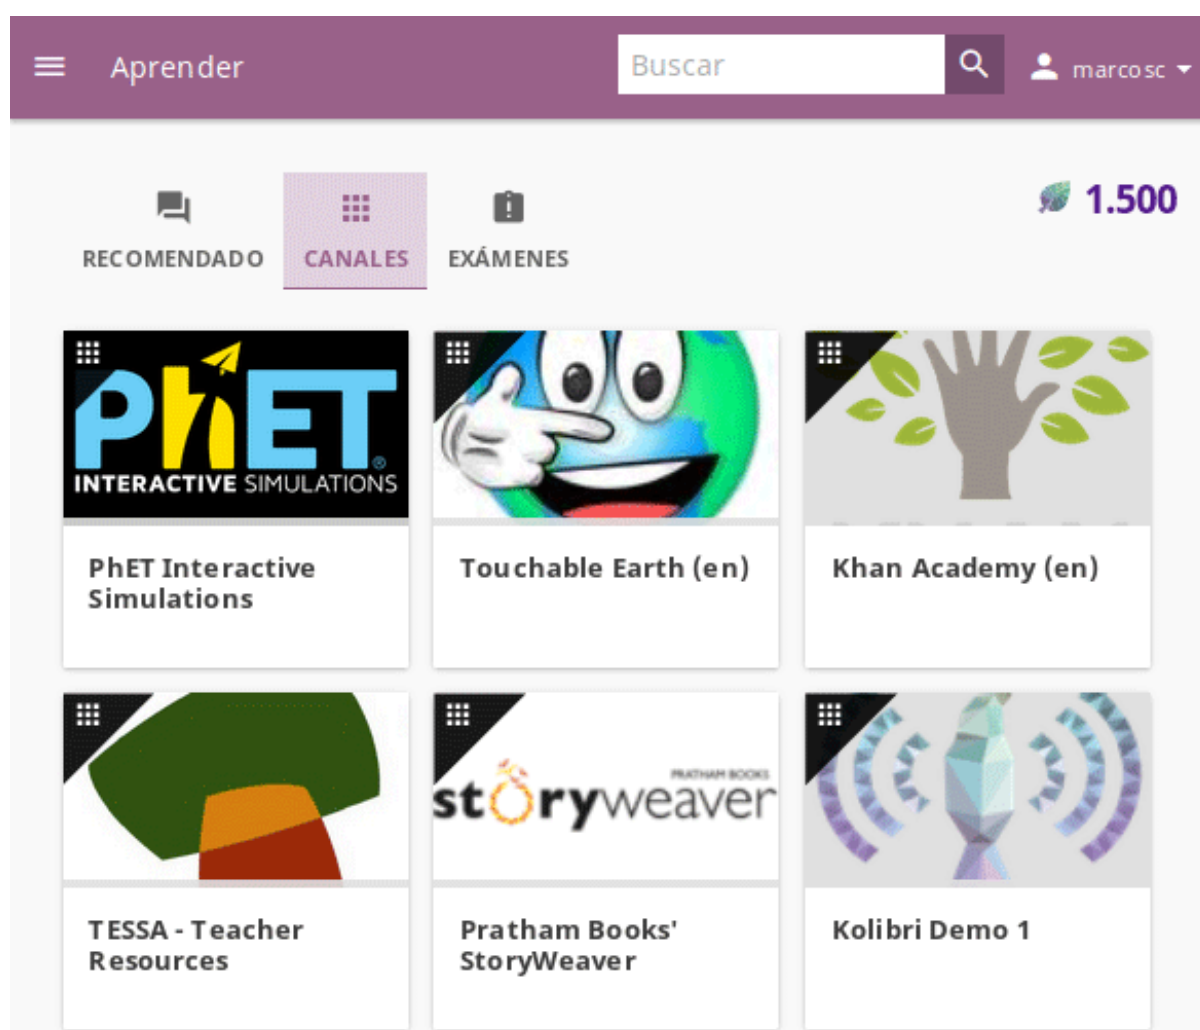 Aprender
Buscar
marcosc
RECOMENDADO
CANALES
EXÁMENES
1.500
PhET
INTERACTIVE SIMULATIONS
PhET Interactive
Simulations
Touchable Earth (en)
Khan Academy (en)
PRATHAM BOOKS
storyweaver
TESSA - Teacher
Resources
Pratham Books'
StoryWeaver
Kolibri Demo 1